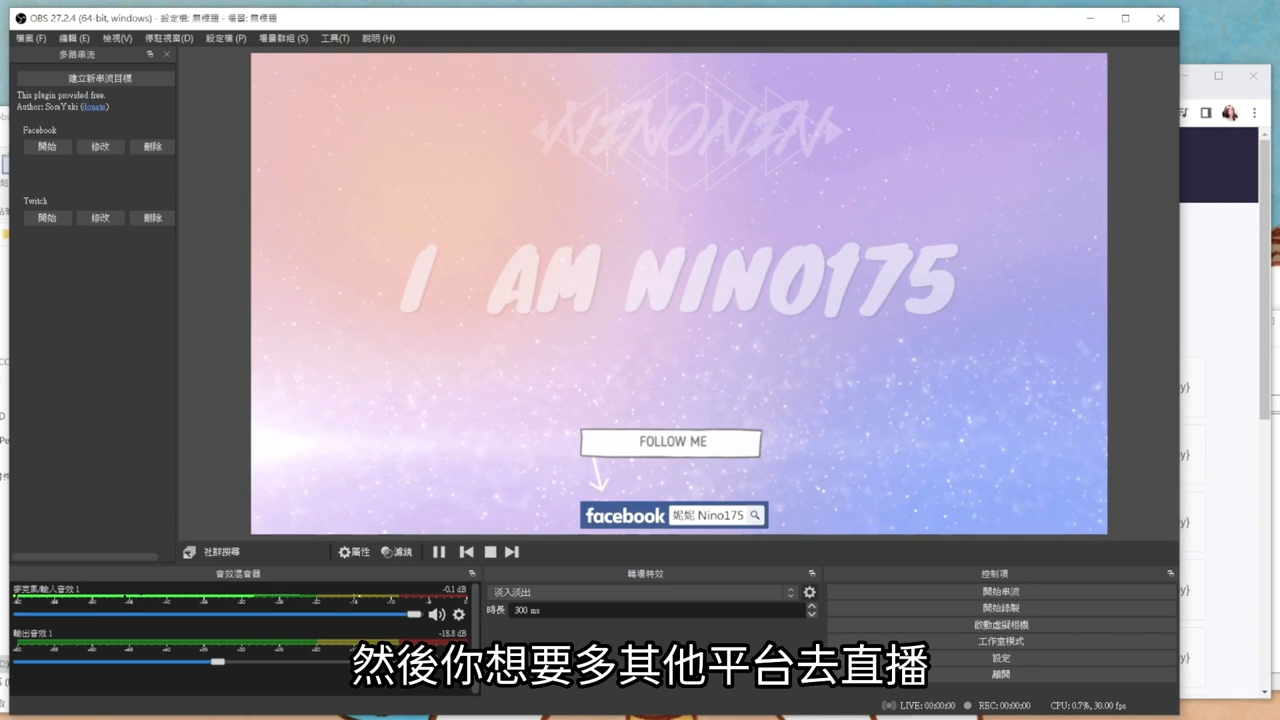 OBS 27.2.4 (64-bit, windows) - 設定檔: 無標題 - 場景: 無標題
檔案 (F) 編輯 (E) 檢視(V) 停駐視窗(D) 設定檔 (P) 場景群組 (S) 工具(T) 說明 (H)
多路串流
建立新串流目標
This plugin provided free.
Author: SomYuki (donate)
Facebook
開始 修改 刪除
Twitch
開始 修改 刪除
NINONIN
I AM NINO175
FOLLOW ME
facebook 妮妮 Nino175
社群搜尋 屬性 濾鏡
音效混音器
麥克風/輸入音效 1 -0.1 dB
輸出音效 1 -18.8 dB
轉場特效
淡入淡出
時長 300 ms
控制項
開始串流
開始錄製
啟動虛擬相機
工作室模式
設定
離開
然後你想要多其他平台去直播
LIVE: 00:00:00 REC: 00:00:00 CPU: 0.7%, 30.00 fps